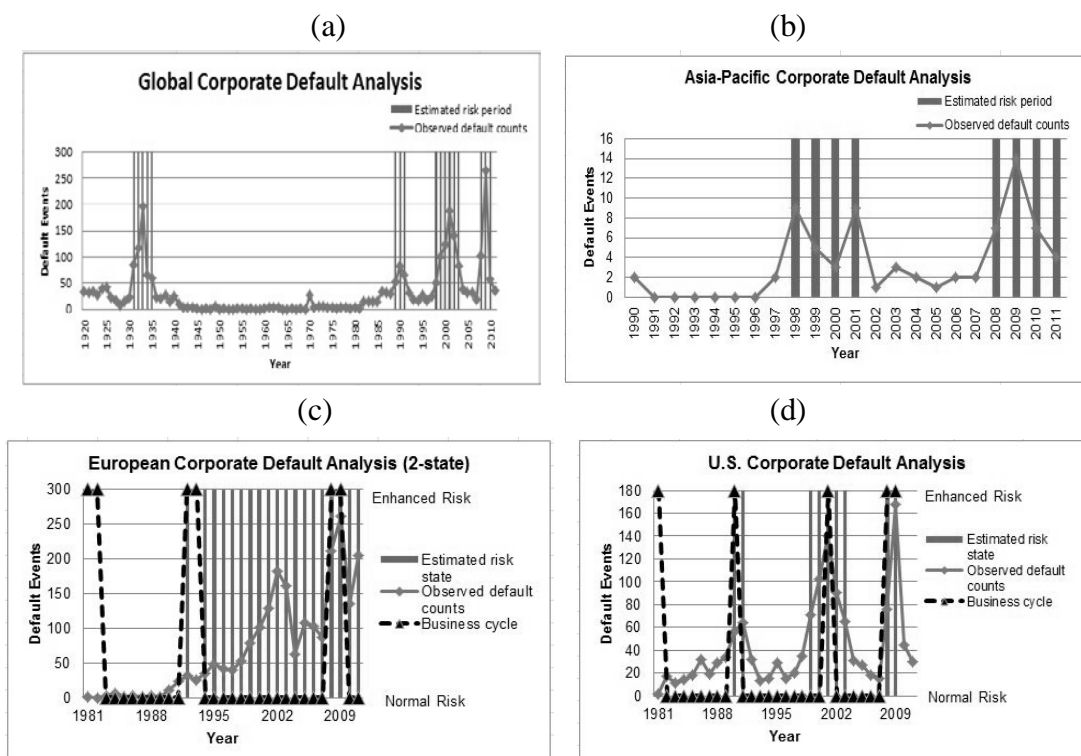 (a)
Global Corporate Default Analysis
Estimated risk period
Observed default counts
Default Events
300
250
200
150
100
50
0
1920
1925
1930
1935
1940
1945
1950
1955
1960
1965
1970
1975
1980
1985
1990
1995
2000
2005
2010
Year
(b)
Asia-Pacific Corporate Default Analysis
Estimated risk period
Observed default counts
Default Events
16
14
12
10
8
6
4
2
0
1990
1991
1992
1993
1994
1995
1996
1997
1998
1999
2000
2001
2002
2003
2004
2005
2006
2007
2008
2009
2010
2011
Year
(c)
European Corporate Default Analysis (2-state)
Default Events
300
250
200
150
100
50
0
Enhanced Risk
Estimated risk
state
Observed default
counts
Business cycle
Normal Risk
1981
1988
1995
2002
2009
Year
(d)
U.S. Corporate Default Analysis
Default Events
180
160
140
120
100
80
60
40
20
0
Enhanced Risk
Estimated risk
state
Observed default
counts
Business cycle
Normal Risk
1981
1988
1995
2002
2009
Year